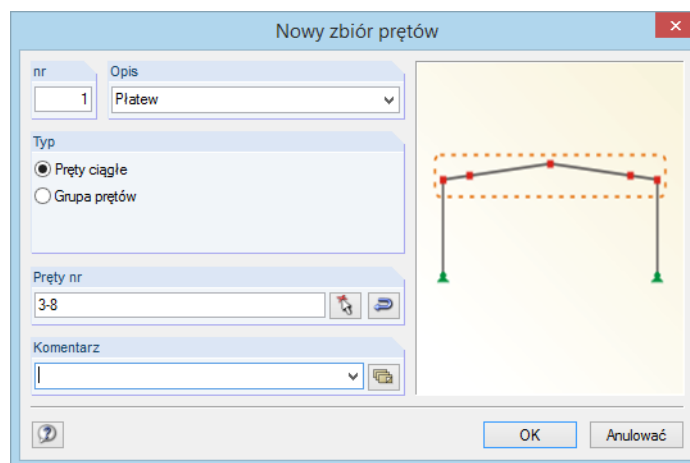 Nowy zbiór prętów
nr
Opis
1
Płatew
Typ
Pręty ciągłe
Grupa prętów
Pręty nr
3-8
Komentarz
OK
Anulować